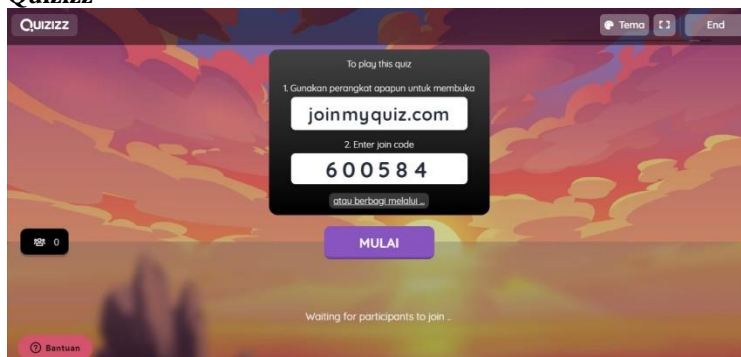 Quizizz
QUIZIZZ
Tema
End
To play this quiz
1. Gunakan perangkat apapun untuk membuka
joinmyquiz.com
2. Enter join code
600584
atau berbagi melalui ...
0
MULAI
Waiting for participants to join ..
Bantuan